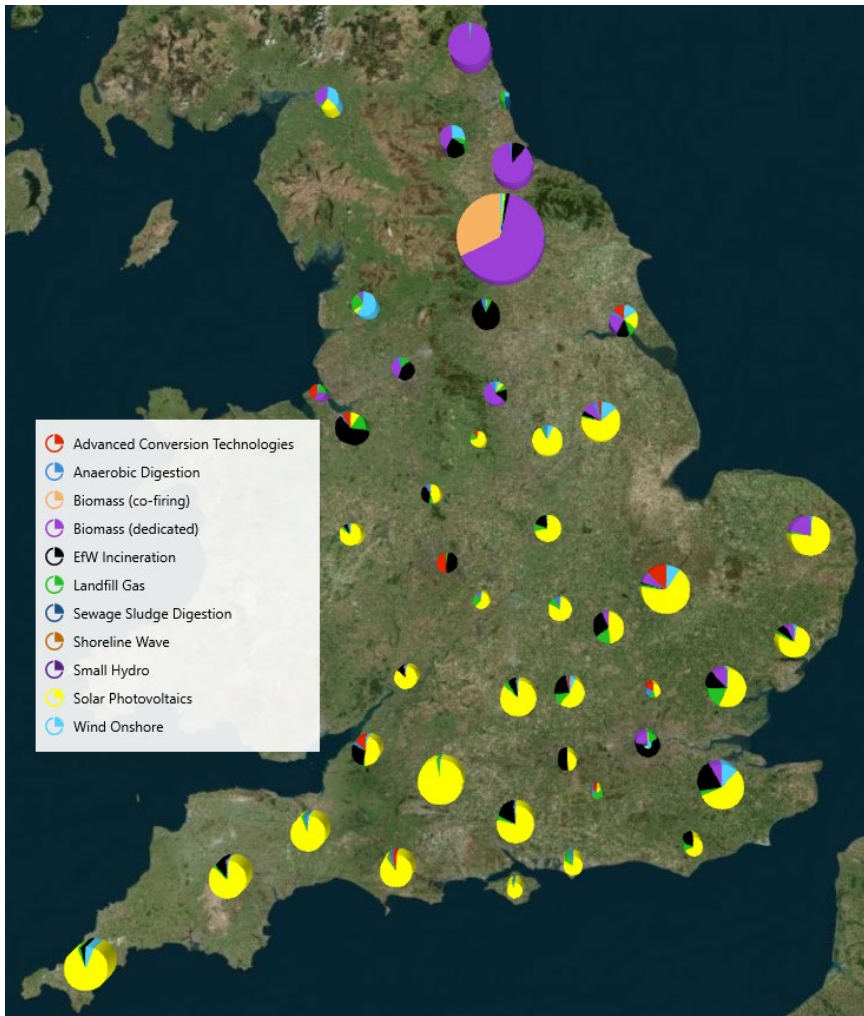 Advanced Conversion Technologies
Anaerobic Digestion
Biomass (co-firing)
Biomass (dedicated)
EfW Incineration
Landfill Gas
Sewage Sludge Digestion
Shoreline Wave
Small Hydro
Solar Photovoltaics
Wind Onshore